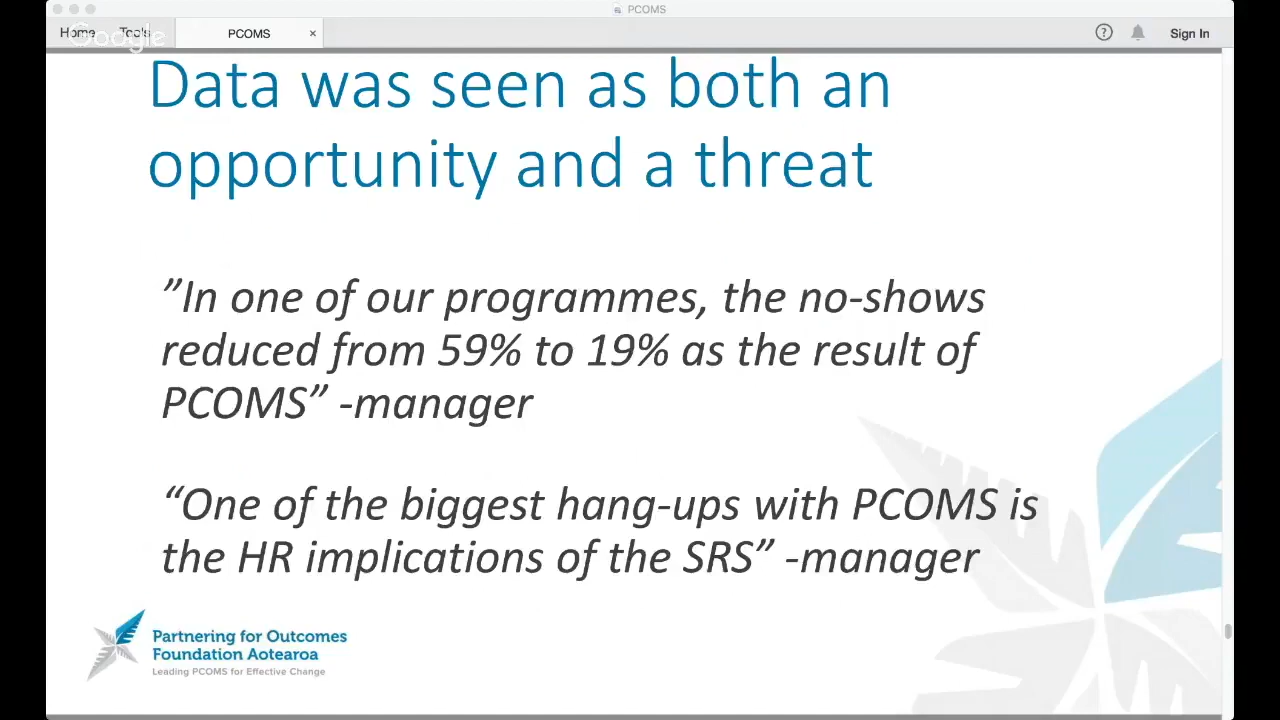 PCOMS
Home Tools PCOMS × ? Sign In
Google
Data was seen as both an
opportunity and a threat
”In one of our programmes, the no-shows
reduced from 59% to 19% as the result of
PCOMS” -manager
“One of the biggest hang-ups with PCOMS is
the HR implications of the SRS” -manager
Partnering for Outcomes
Foundation Aotearoa
Leading PCOMS for Effective Change